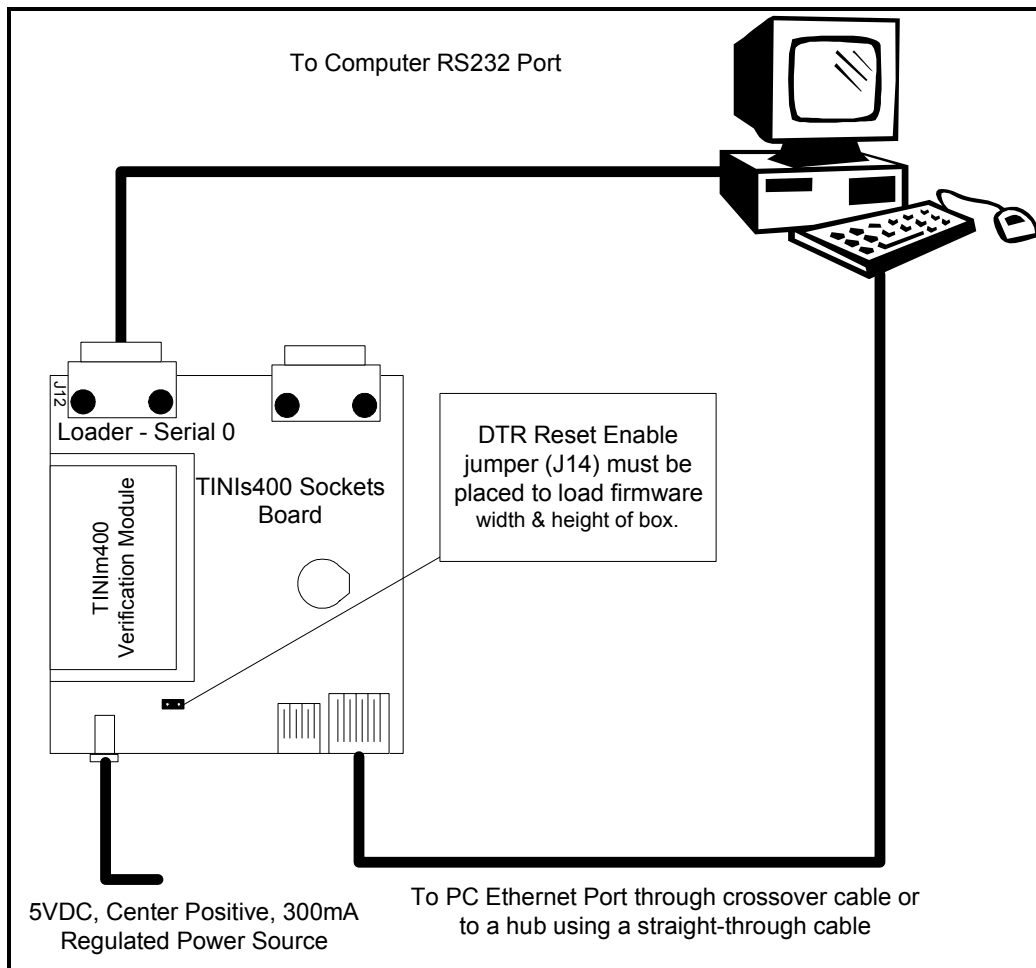 To Computer RS232 Port
J12
Loader - Serial 0
TINIs400 Sockets
Board
TINIm400
Verification Module
DTR Reset Enable
jumper (J14) must be
placed to load firmware
width & height of box.
5VDC, Center Positive, 300mA
Regulated Power Source
To PC Ethernet Port through crossover cable or
to a hub using a straight-through cable